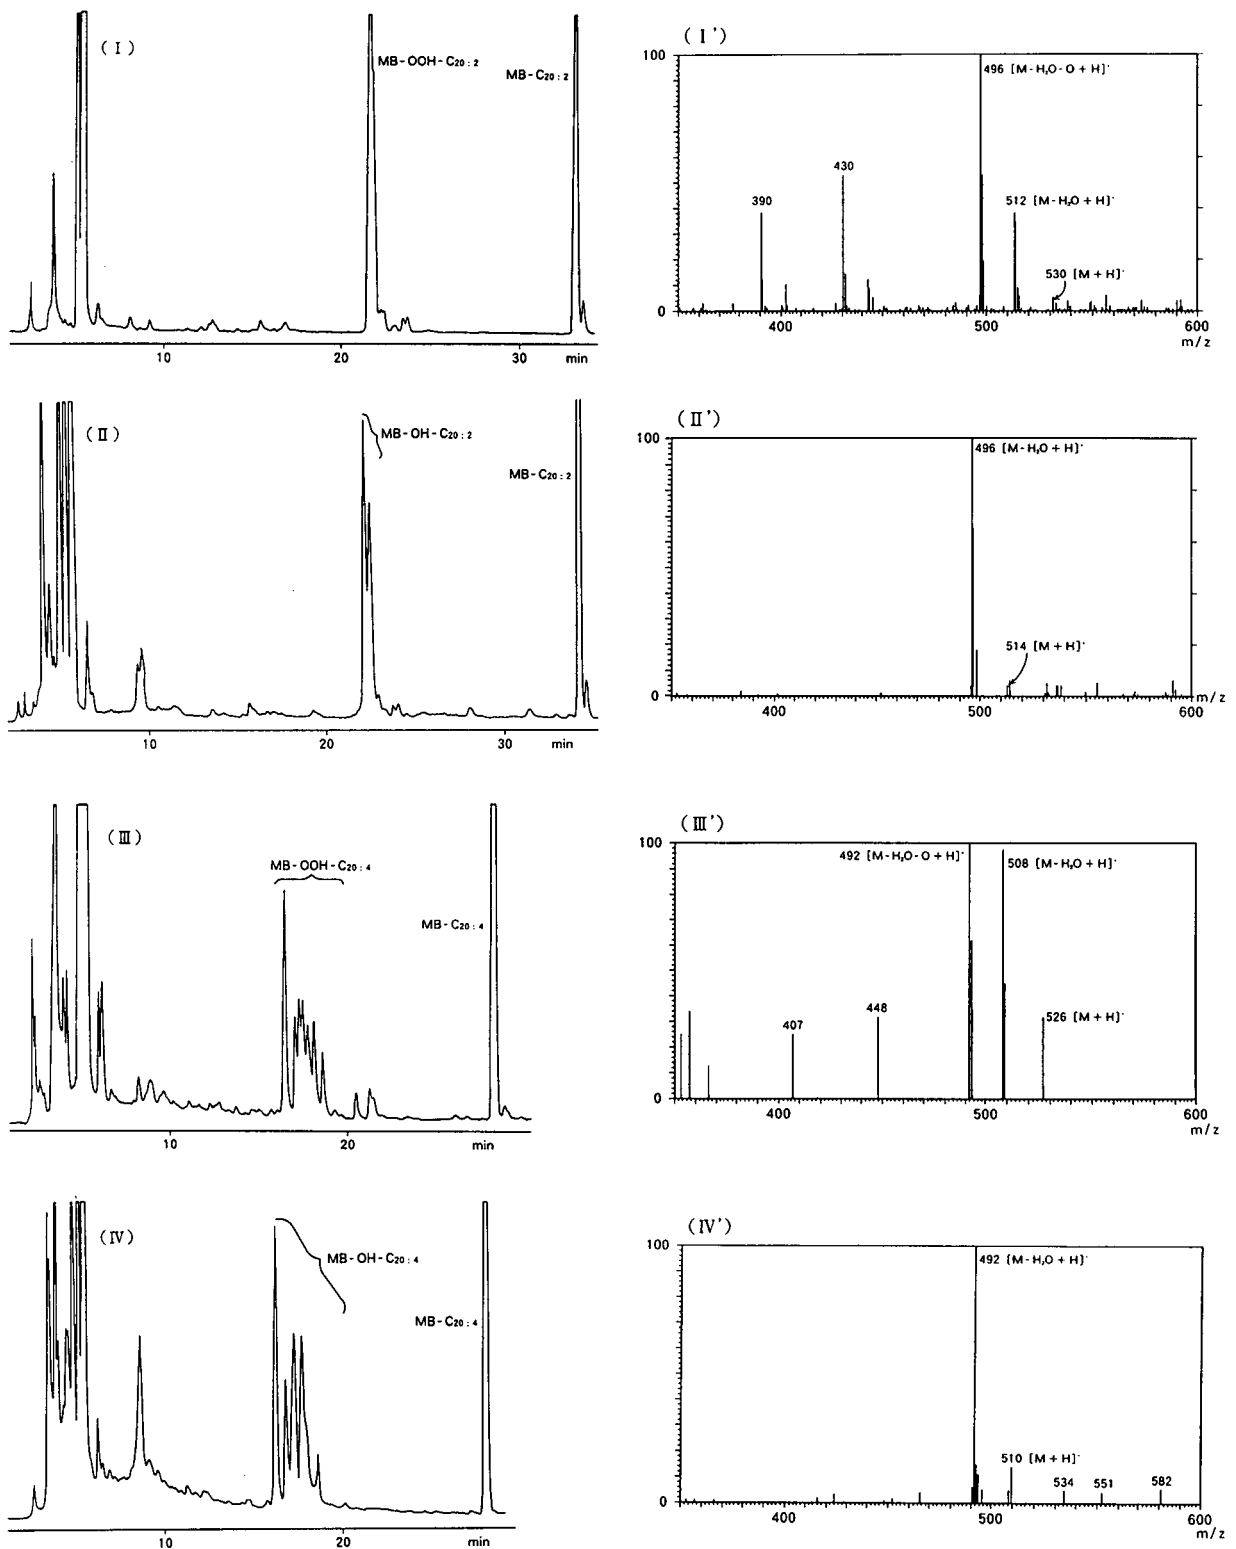 (I)
MB-OOH-C20:2
MB-C20:2
10
20
30
min
(I')
100
496 [M-H2O-O+H]+
430
390
512 [M-H2O+H]+
530 [M+H]+
0
400
500
600
m/z
(II)
MB-OH-C20:2
MB-C20:2
10
20
30
min
(II')
100
496 [M-H2O+H]+
514 [M+H]+
0
400
500
600
m/z
(III)
MB-OOH-C20:4
MB-C20:4
10
20
min
(III')
100
492 [M-H2O-O+H]+
508 [M-H2O+H]+
448
407
526 [M+H]+
0
400
500
600
m/z
(IV)
MB-OH-C20:4
MB-C20:4
10
20
min
(IV')
100
492 [M-H2O+H]+
510 [M+H]+
534
551
582
0
400
500
600
m/z